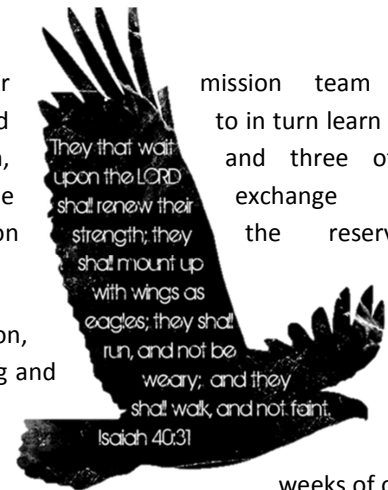 mission team
to in turn learn
and three
exchange
the
and
weeks of
They that wait
upon the LORD
shall renew their
strength; they
shall mount up
with wings as
eagles; they shall
run, and not be
weary; and they
shall walk, and not faint.
Isaiah 40:31